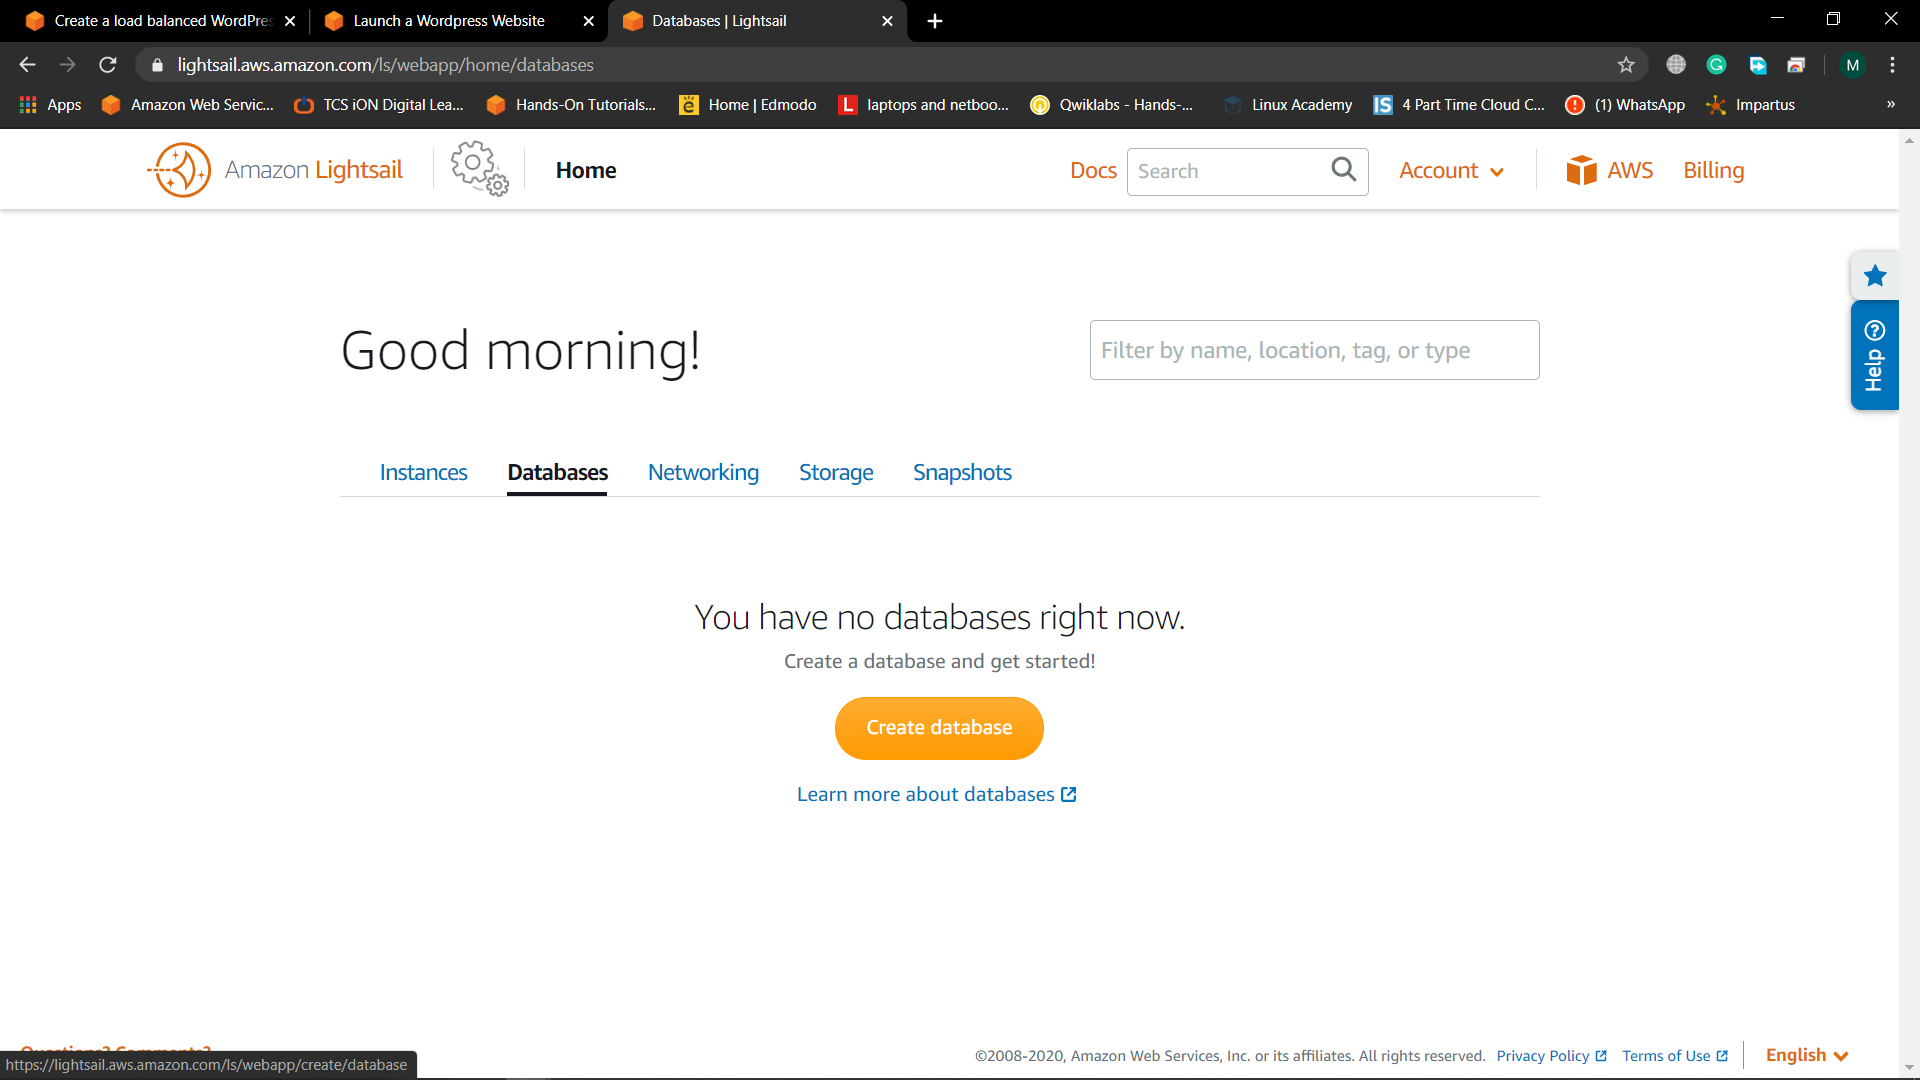 Create a load balanced WordPres
Launch a Wordpress Website
Databases | Lightsail
lightsail.aws.amazon.com/ls/webapp/home/databases
M
Apps
Amazon Web Servic...
TCS iON Digital Lea...
Hands-On Tutorials...
Home | Edmodo
laptops and netboo...
Qwiklabs - Hands-...
Linux Academy
4 Part Time Cloud C...
(1) WhatsApp
Impartus
»
Amazon Lightsail
Home
Docs
Search
Account
AWS
Billing
Help
Good morning!
Filter by name, location, tag, or type
Instances
Databases
Networking
Storage
Snapshots
You have no databases right now.
Create a database and get started!
Create database
Learn more about databases
Questions? Comments?
https://lightsail.aws.amazon.com/ls/webapp/create/database
©2008-2020, Amazon Web Services, Inc. or its affiliates. All rights reserved.
Privacy Policy
Terms of Use
English